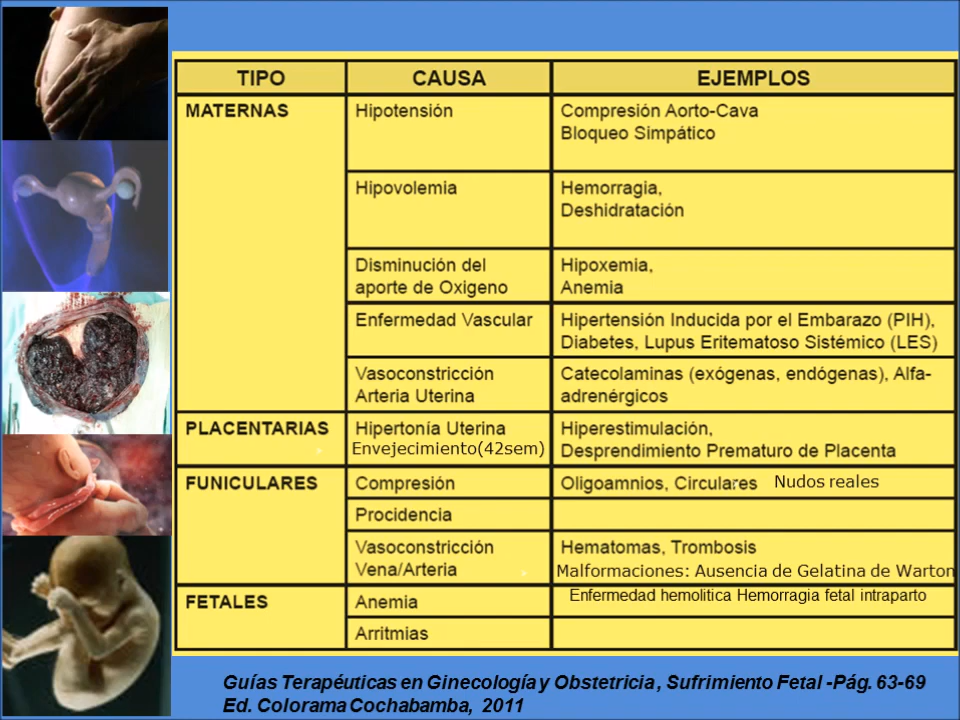 TIPO CAUSA EJEMPLOS
MATERNAS Hipotensión Compresión Aorto-Cava
Bloqueo Simpático
Hipovolemia Hemorragia,
Deshidratación
Disminución del Hipoxemia,
aporte de Oxigeno Anemia
Enfermedad Vascular Hipertensión Inducida por el Embarazo (PIH),
Diabetes, Lupus Eritematoso Sistémico (LES)
Vasoconstricción Catecolaminas (exógenas, endógenas), Alfa-
Arteria Uterina adrenérgicos
PLACENTARIAS Hipertonía Uterina Hiperestimulación,
Envejecimiento(42sem) Desprendimiento Prematuro de Placenta
FUNICULARES Compresión Oligoamnios, Circulares Nudos reales
Procidencia
Vasoconstricción Hematomas, Trombosis
Vena/Arteria Malformaciones: Ausencia de Gelatina de Warton
FETALES Anemia Enfermedad hemolitica Hemorragia fetal intraparto
Arritmias
Guías Terapéuticas en Ginecología y Obstetricia , Sufrimiento Fetal -Pág. 63-69
Ed. Colorama Cochabamba, 2011